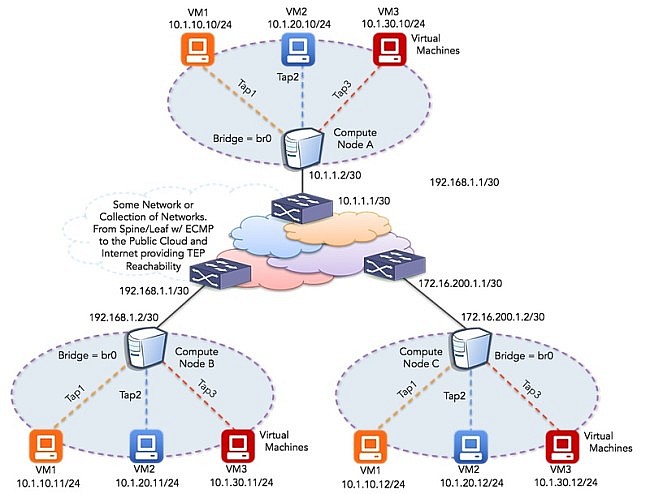 VM1
10.1.10.10/24
VM2
10.1.20.10/24
VM3
10.1.30.10/24
Virtual
Machines
Tap1
Tap2
Tap3
Bridge = br0
Compute
Node A
10.1.1.2/30
192.168.1.1/30
10.1.1.1/30
Some Network or
Collection of Networks.
From Spine/Leaf w/ ECMP
to the Public Cloud and
Internet providing TEP
Reachability
192.168.1.1/30
172.16.200.1.1/30
192.168.1.2/30
172.16.200.1.2/30
Bridge = br0
Compute
Node B
Tap1
Tap2
Tap3
Virtual
Machines
VM1
10.1.10.11/24
VM2
10.1.20.11/24
VM3
10.1.30.11/24
Compute
Node C
Bridge = br0
Tap1
Tap2
Tap3
Virtual
Machines
VM1
10.1.10.12/24
VM2
10.1.20.12/24
VM3
10.1.30.12/24